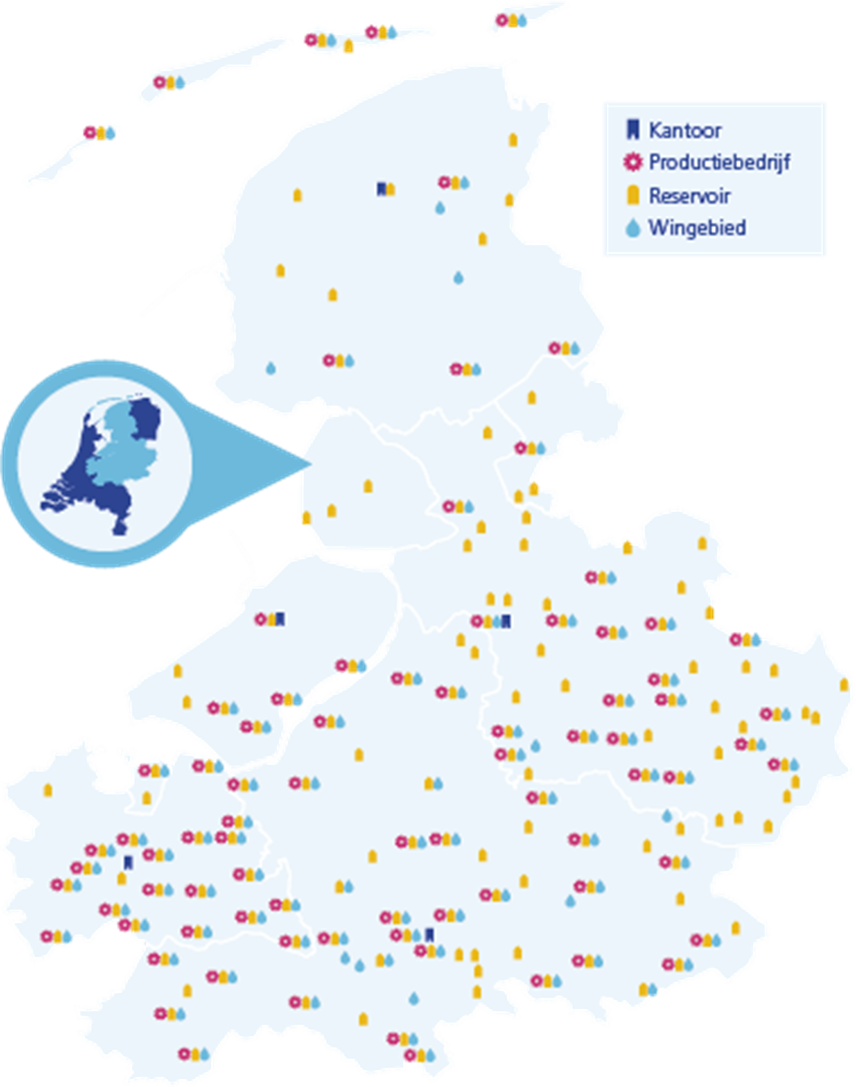 Kantoor
Productiebedrijf
Reservoir
Wingebied